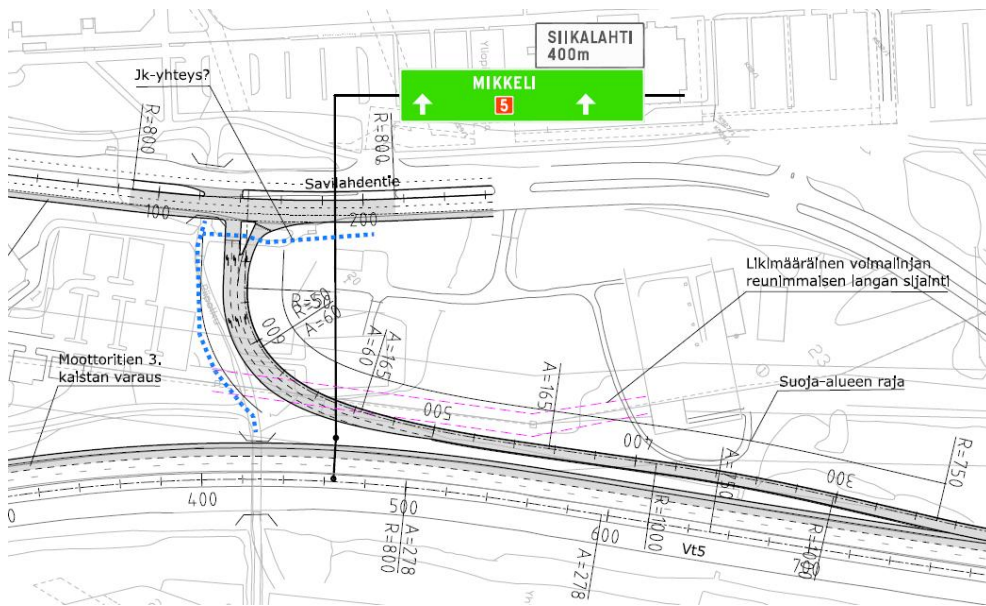 SIIKALAHTI
400m
MIKKELI
5
Jk-yhteys?
R=800
R=800
Savilahdentie
100
200
Likimääräinen voimalinjan
reunimmaisen langan sijainti
A=60
600
A=60
A=165
23
Moottoritien 3.
kaistan varaus
A=165
Suoja-alueen raja
500
400
300
R=750
A=750
400
500
R=1000
A=278
R=800
600
Vt5
A=278
700